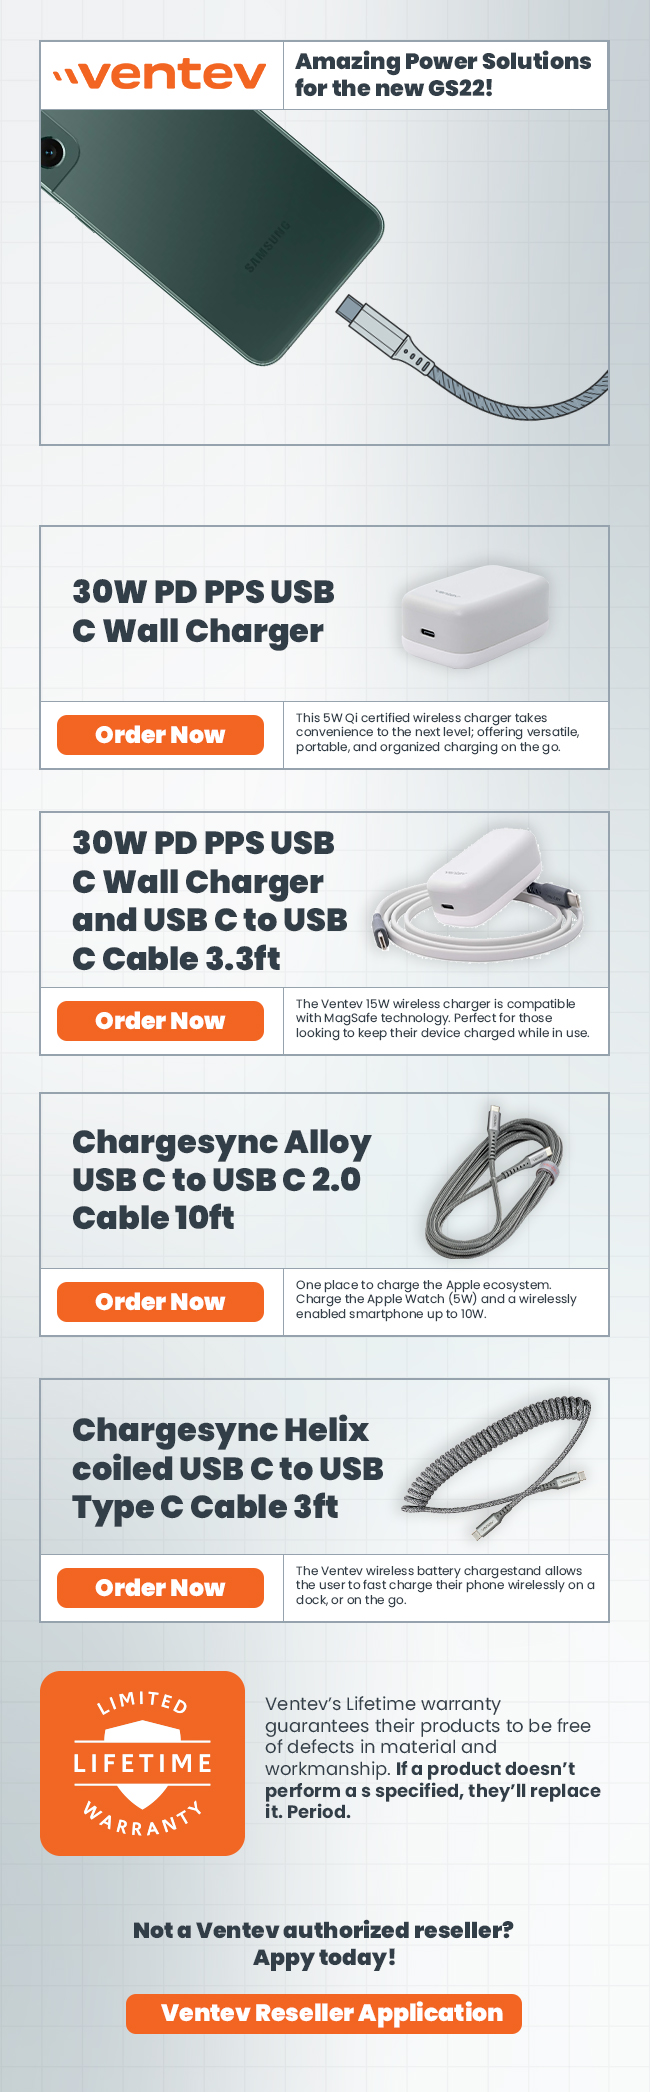 ventev
Amazing Power Solutions
for the new GS22!
SAMSUNG
30W PD PPS USB
C Wall Charger
ventev
Order Now
This 5W Qi certified wireless charger takes
convenience to the next level; offering versatile,
portable, and organized charging on the go.
30W PD PPS USB
C Wall Charger
and USB C to USB
C Cable 3.3ft
ventev
Order Now
The Ventev 15W wireless charger is compatible
with MagSafe technology. Perfect for those
looking to keep their device charged while in use.
Chargesync Alloy
USB C to USB C 2.0
Cable 10ft
Order Now
One place to charge the Apple ecosystem.
Charge the Apple Watch (5W) and a wirelessly
enabled smartphone up to 10W.
Chargesync Helix
coiled USB C to USB
Type C Cable 3ft
Order Now
The Ventev wireless battery chargestand allows
the user to fast charge their phone wirelessly on a
dock, or on the go.
LIMITED
LIFETIME
WARRANTY
Ventev's Lifetime warranty
guarantees their products to be free
of defects in material and
workmanship. If a product doesn't
perform a s specified, they'll replace
it. Period.
Not a Ventev authorized reseller?
Appy today!
Ventev Reseller Application